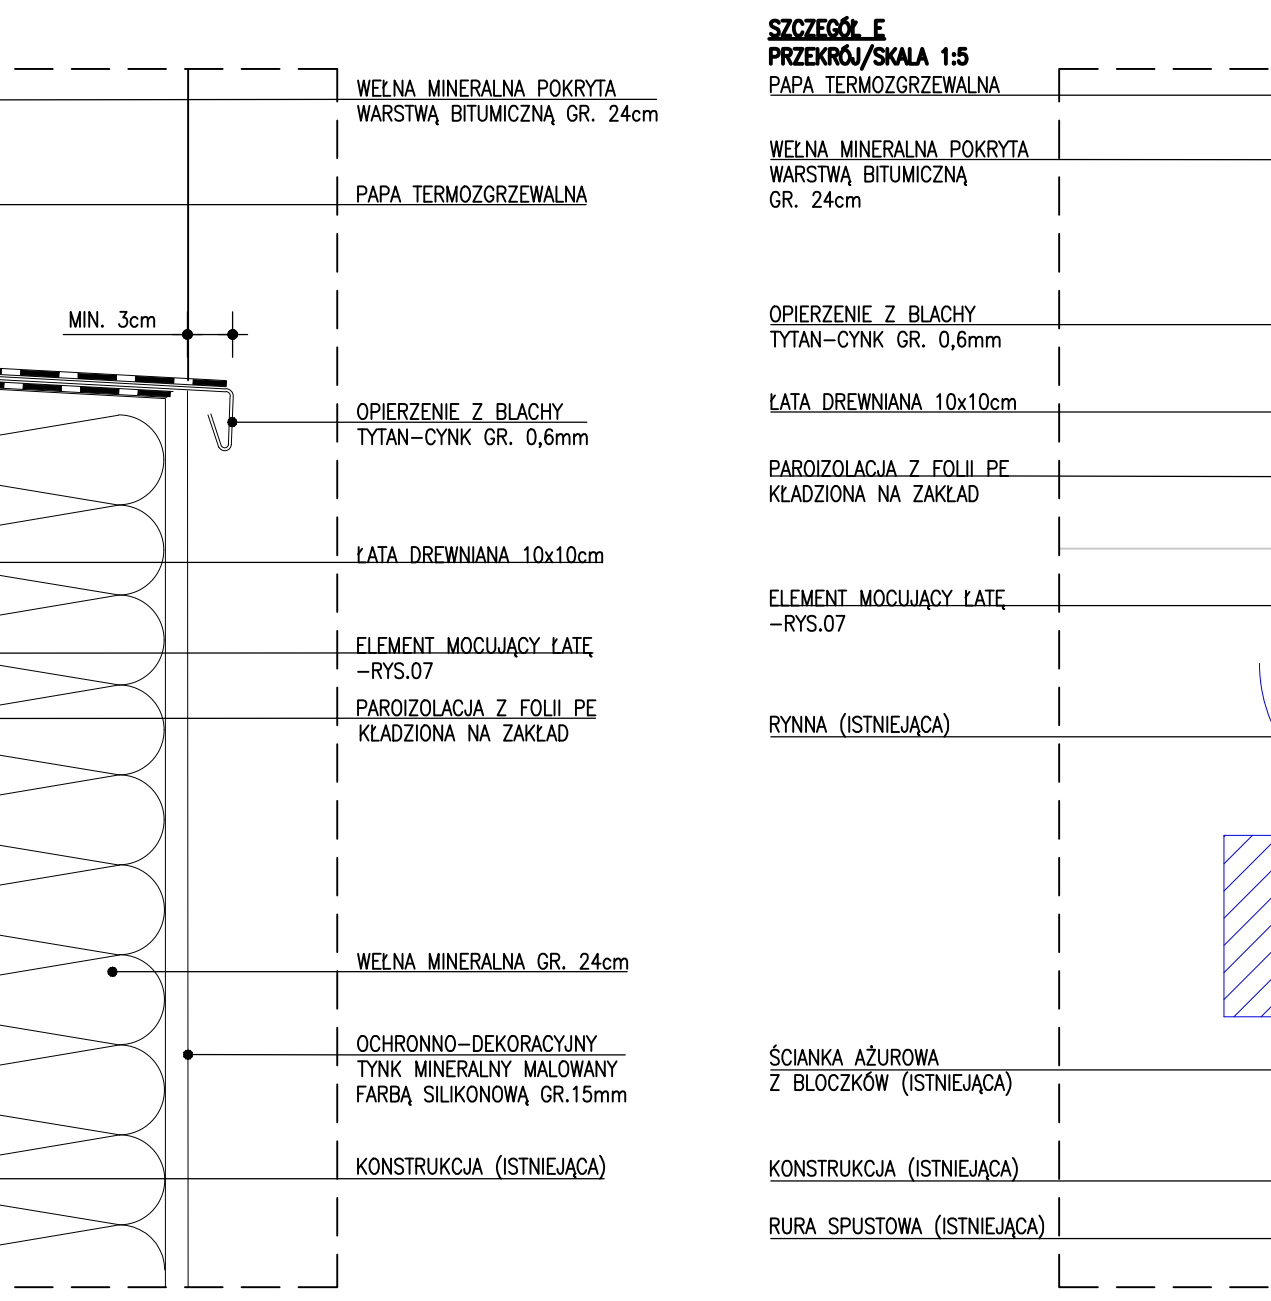 WEŁNA MINERALNA POKRYTA
WARSTWĄ BITUMICZNĄ GR. 24cm
PAPA TERMOZGRZEWALNA
MIN. 3cm
OPIERZENIE Z BLACHY
TYTAN-CYNK GR. 0,6mm
ŁATA DREWNIANA 10x10cm
ELEMENT MOCUJĄCY ŁATĘ
-RYS.07
PAROIZOLACJA Z FOLII PE
KŁADZIONA NA ZAKŁAD
WEŁNA MINERALNA GR. 24cm
OCHRONNO-DEKORACYJNY
TYNK MINERALNY MALOWANY
FARBĄ SILIKONOWĄ GR.15mm
KONSTRUKCJA (ISTNIEJĄCA)
SZCZEGÓŁ E
PRZEKRÓJ/SKALA 1:5
PAPA TERMOZGRZEWALNA
WEŁNA MINERALNA POKRYTA
WARSTWĄ BITUMICZNĄ
GR. 24cm
OPIERZENIE Z BLACHY
TYTAN-CYNK GR. 0,6mm
ŁATA DREWNIANA 10x10cm
PAROIZOLACJA Z FOLII PE
KŁADZIONA NA ZAKŁAD
ELEMENT MOCUJĄCY ŁATĘ
-RYS.07
RYNNA (ISTNIEJĄCA)
ŚCIANKA AŻUROWA
Z BLOCZKÓW (ISTNIEJĄCA)
KONSTRUKCJA (ISTNIEJĄCA)
RURA SPUSTOWA (ISTNIEJĄCA)